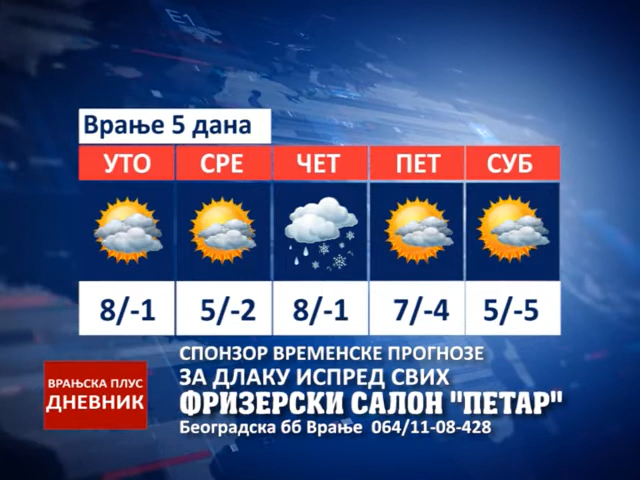 Врање 5 дана
УТО СРЕ ЧЕТ ПЕТ СУБ
8/-1 5/-2 8/-1 7/-4 5/-5
СПОНЗОР ВРЕМЕНСКЕ ПРОГНОЗЕ
ЗА ДЛАКУ ИСПРЕД СВИХ
ФРИЗЕРСКИ САЛОН "ПЕТАР"
Београдска бб Врање 064/11-08-428
ВРАЊСКА ПЛУС
ДНЕВНИК